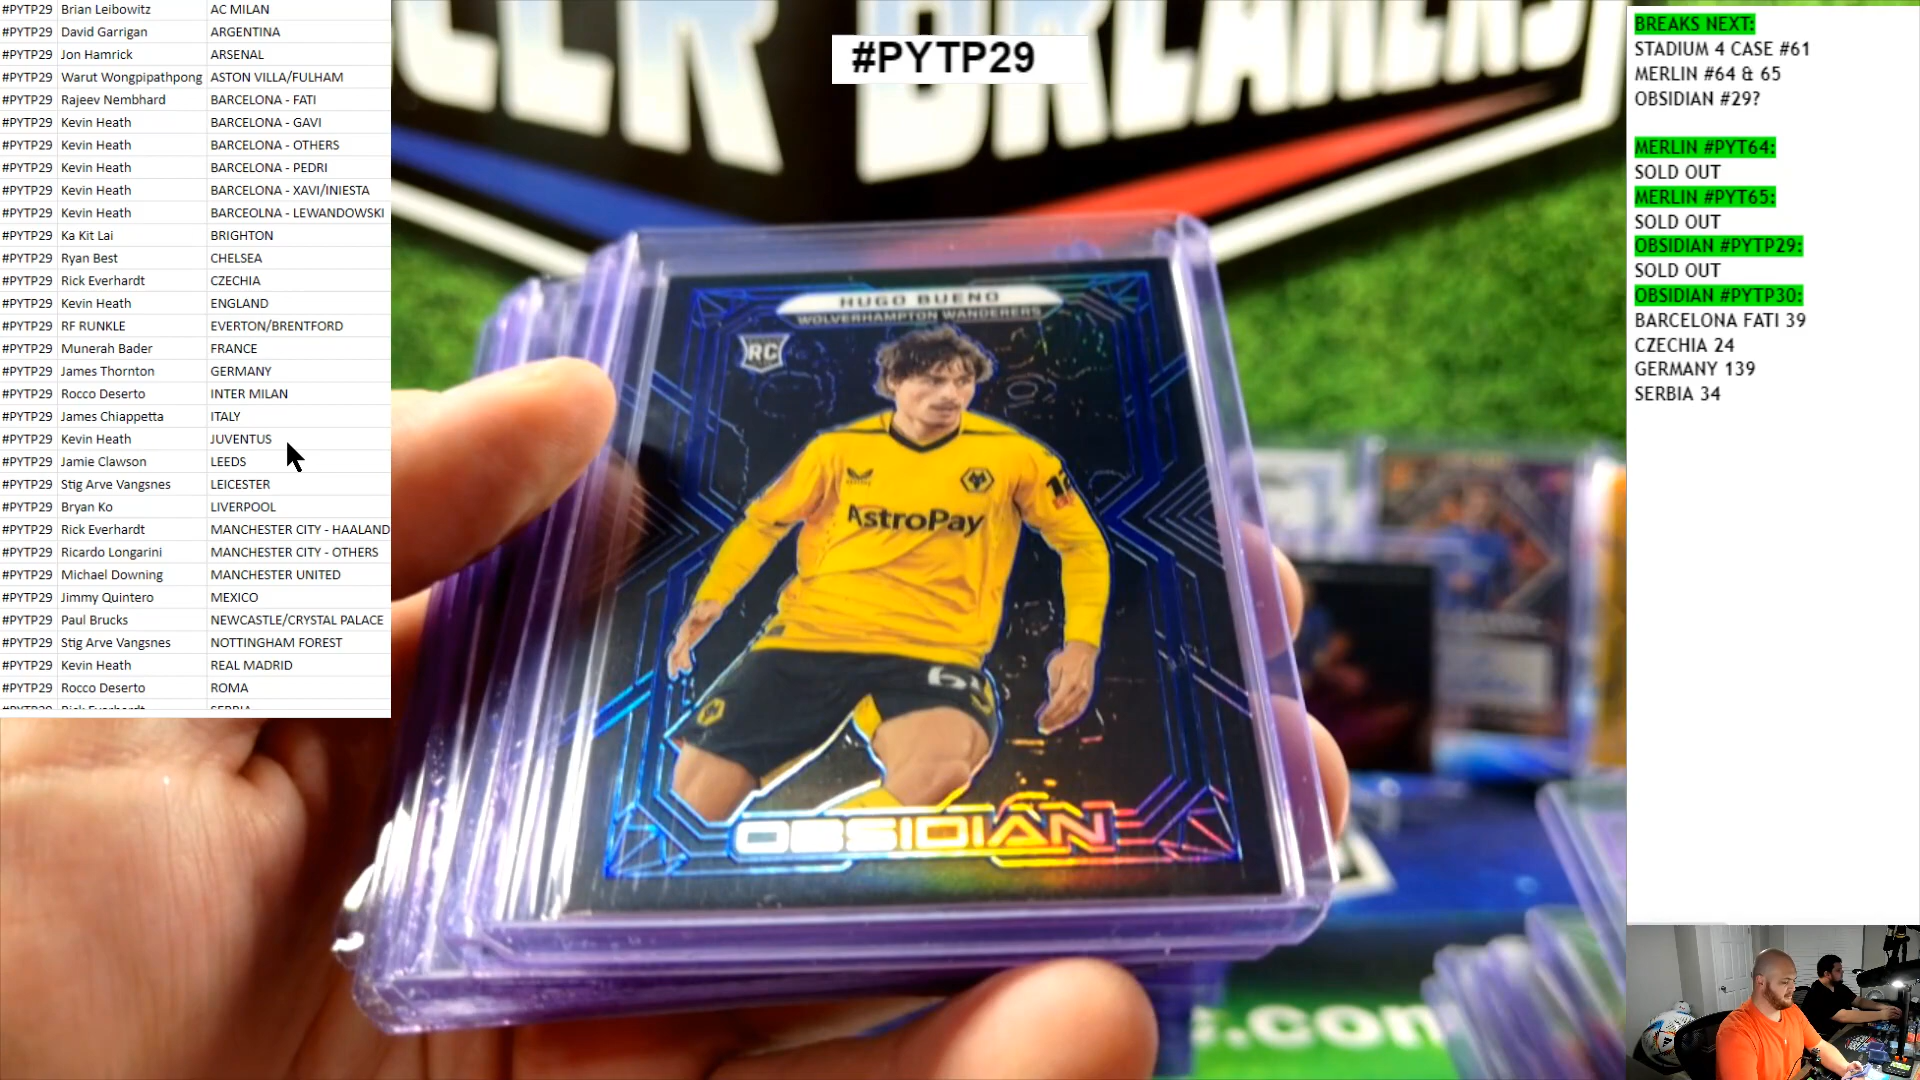 #PYTP29 Brian Leibowitz AC MILAN
#PYTP29 David Garrigan ARGENTINA
#PYTP29 Jon Hamrick ARSENAL
#PYTP29 Warut Wongpipathpong ASTON VILLA/FULHAM
#PYTP29 Rajeev Nembhard BARCELONA - FATI
#PYTP29 Kevin Heath BARCELONA - GAVI
#PYTP29 Kevin Heath BARCELONA - OTHERS
#PYTP29 Kevin Heath BARCELONA - PEDRI
#PYTP29 Kevin Heath BARCELONA - XAVI/INIESTA
#PYTP29 Kevin Heath BARCEOLNA - LEWANDOWSKI
#PYTP29 Ka Kit Lai BRIGHTON
#PYTP29 Ryan Best CHELSEA
#PYTP29 Rick Everhardt CZECHIA
#PYTP29 Kevin Heath ENGLAND
#PYTP29 RF RUNKLE EVERTON/BRENTFORD
#PYTP29 Munerah Bader FRANCE
#PYTP29 James Thornton GERMANY
#PYTP29 Rocco Deserto INTER MILAN
#PYTP29 James Chiappetta ITALY
#PYTP29 Kevin Heath JUVENTUS
#PYTP29 Jamie Clawson LEEDS
#PYTP29 Stig Arve Vangsnes LEICESTER
#PYTP29 Bryan Ko LIVERPOOL
#PYTP29 Rick Everhardt MANCHESTER CITY - HAALAND
#PYTP29 Ricardo Longarini MANCHESTER CITY - OTHERS
#PYTP29 Michael Downing MANCHESTER UNITED
#PYTP29 Jimmy Quintero MEXICO
#PYTP29 Paul Brucks NEWCASTLE/CRYSTAL PALACE
#PYTP29 Stig Arve Vangsnes NOTTINGHAM FOREST
#PYTP29 Kevin Heath REAL MADRID
#PYTP29 Rocco Deserto ROMA
#PYTP29
HUGO BUENO
WOLVERHAMPTON WANDERERS
RC
AstroPay
OBSIDIAN
.com
BREAKS NEXT:
STADIUM 4 CASE #61
MERLIN #64 & 65
OBSIDIAN #29?
MERLIN #PYT64:
SOLD OUT
MERLIN #PYT65:
SOLD OUT
OBSIDIAN #PYTP29:
SOLD OUT
OBSIDIAN #PYTP30:
BARCELONA FATI 39
CZECHIA 24
GERMANY 139
SERBIA 34